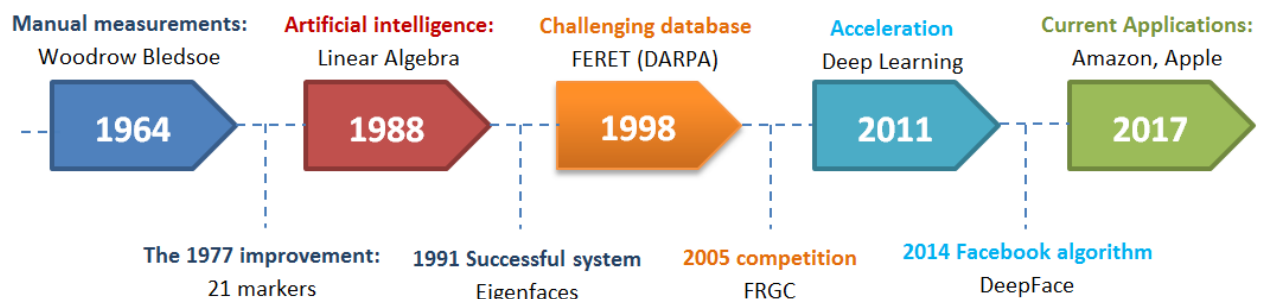 Manual measurements:
Woodrow Bledsoe
1964
Artificial intelligence:
Linear Algebra
1988
Challenging database
FERET (DARPA)
1998
Acceleration
Deep Learning
2011
Current Applications:
Amazon, Apple
2017
The 1977 improvement:
21 markers
1991 Successful system
Eigenfaces
2005 competition
FRGC
2014 Facebook algorithm
DeepFace